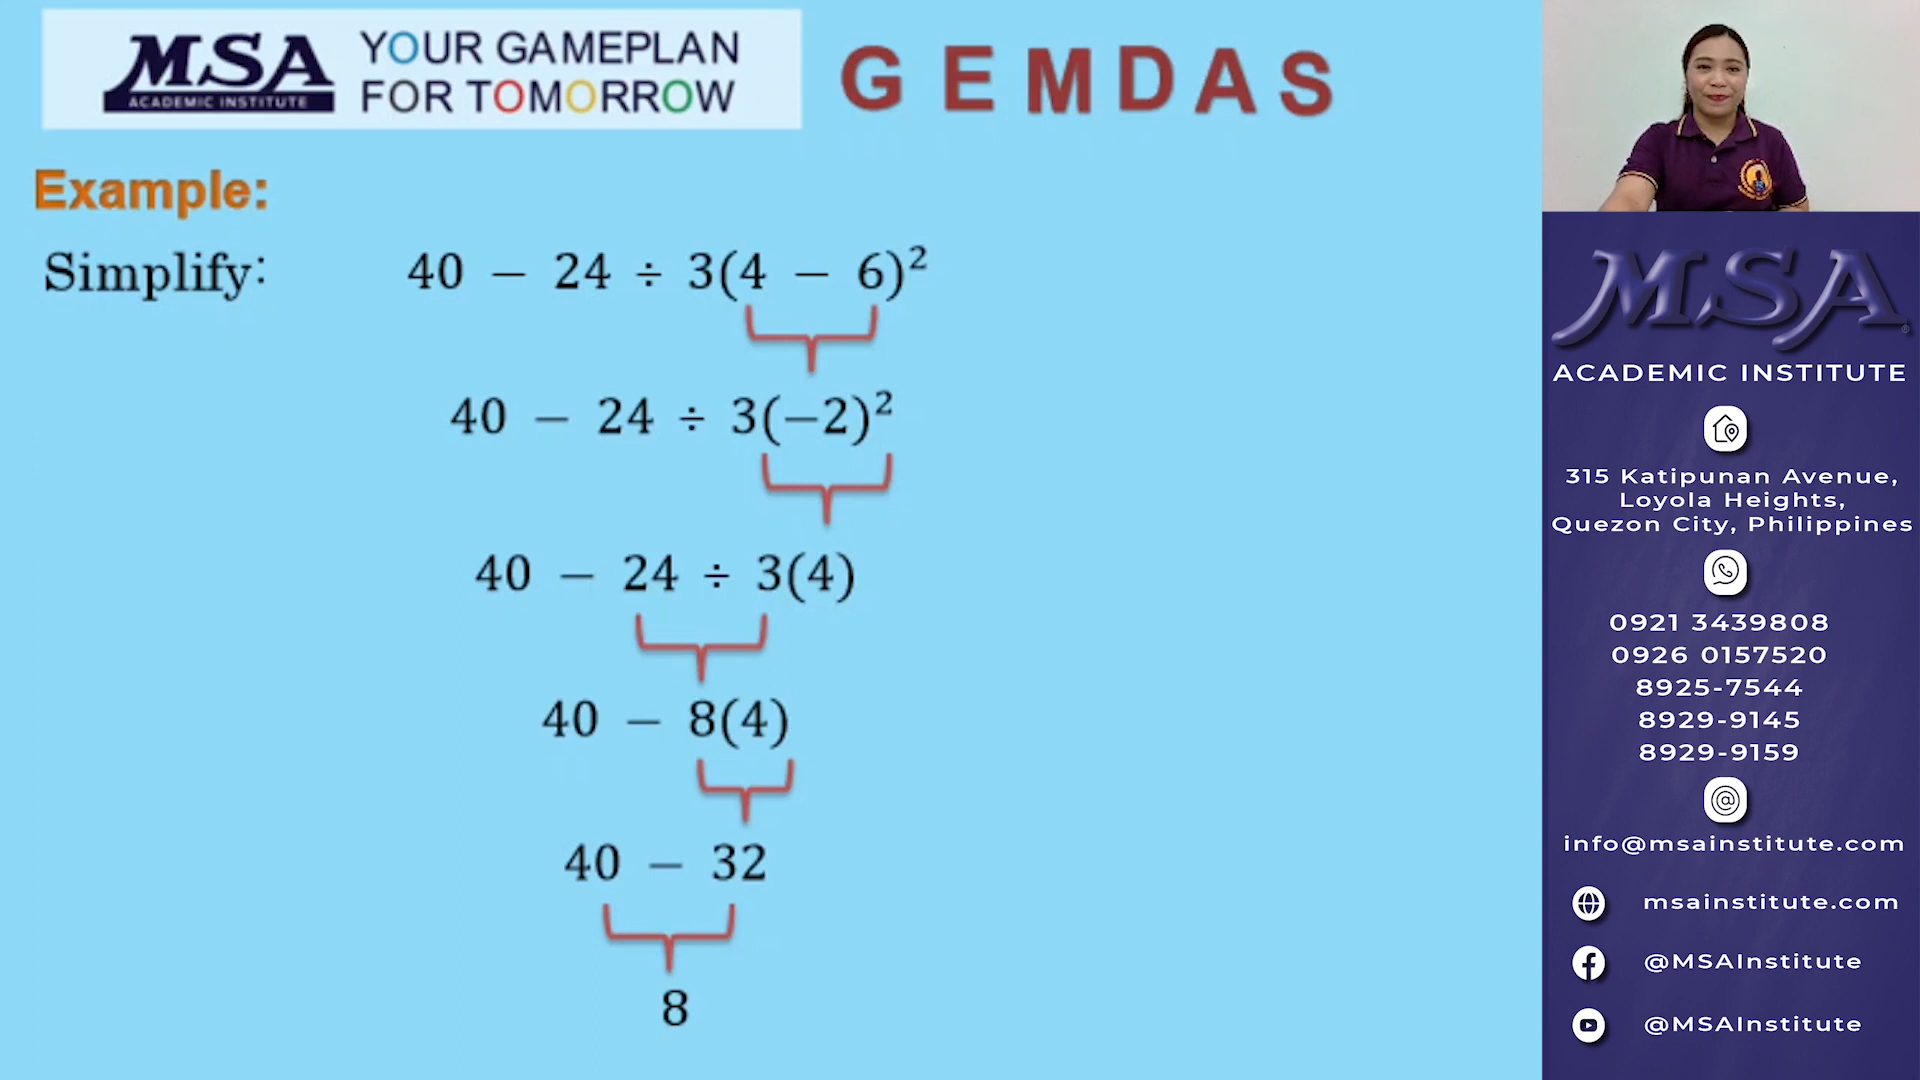 MSA
ACADEMIC INSTITUTE
YOUR GAMEPLAN
FOR TOMORROW
GEMDAS
Example:
Simplify: 40 − 24 ÷ 3(4 − 6)²
40 − 24 ÷ 3(−2)²
40 − 24 ÷ 3(4)
40 − 8(4)
40 − 32
8
MSA®
ACADEMIC INSTITUTE
315 Katipunan Avenue,
Loyola Heights,
Quezon City, Philippines
0921 3439808
0926 0157520
8925-7544
8929-9145
8929-9159
info@msainstitute.com
msainstitute.com
@MSAInstitute
@MSAInstitute